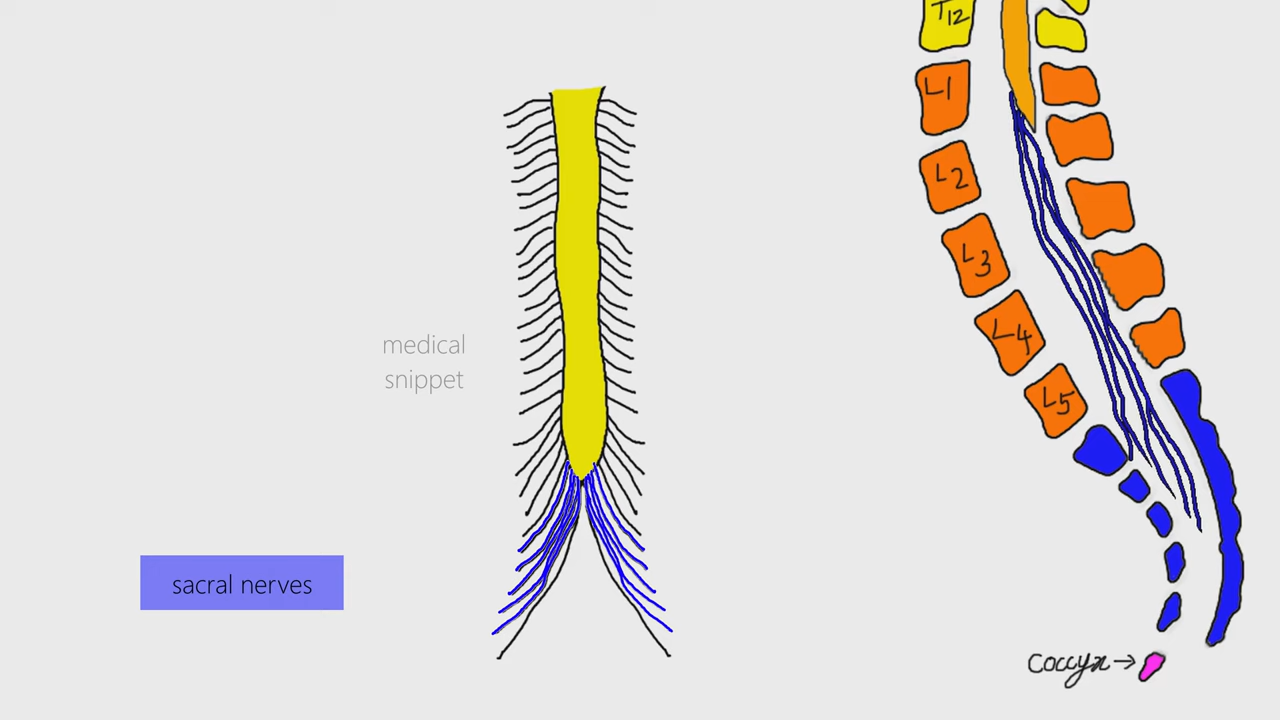 T12
L1
L2
L3
L4
L5
medical
snippet
sacral nerves
Coccyx →